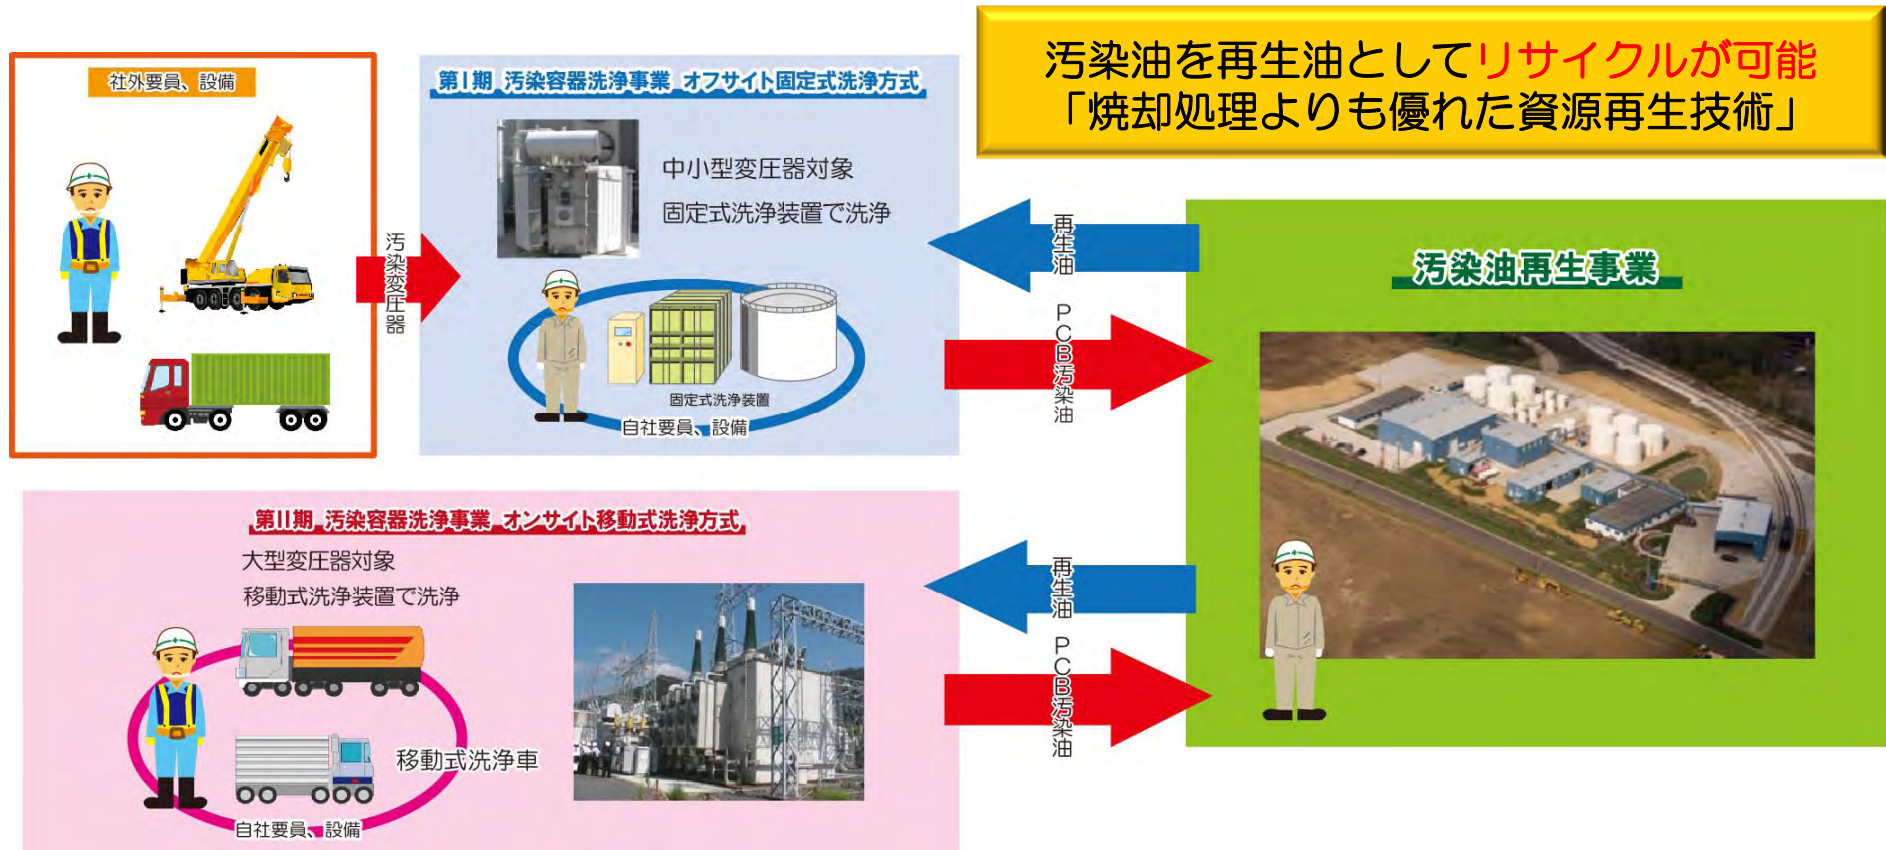 汚染油を再生油としてリサイクルが可能
「焼却処理よりも優れた資源再生技術」
社外要員、設備
汚染変圧器
第Ⅰ期 汚染容器洗浄事業 オフサイト固定式洗浄方式
中小型変圧器対象
固定式洗浄装置で洗浄
固定式洗浄装置
自社要員、設備
再生油
PCB汚染油
汚染油再生事業
第II期 汚染容器洗浄事業 オンサイト移動式洗浄方式
大型変圧器対象
移動式洗浄装置で洗浄
移動式洗浄車
自社要員、設備
再生油
PCB汚染油